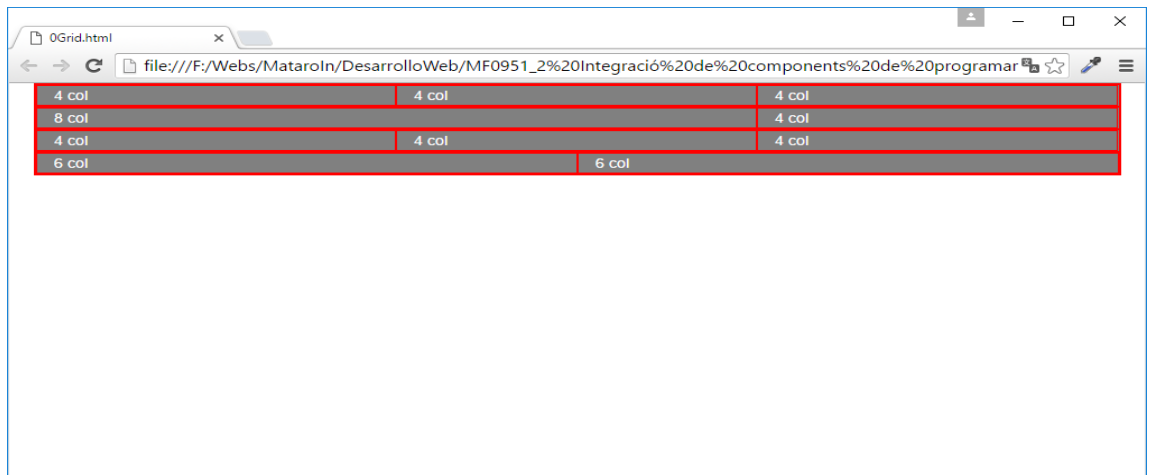 0Grid.html
file:///F:/Webs/MataroIn/DesarrolloWeb/MF0951_2%20Integració%20de%20components%20de%20programar
4 col 4 col 4 col
8 col 4 col
4 col 4 col 4 col
6 col 6 col